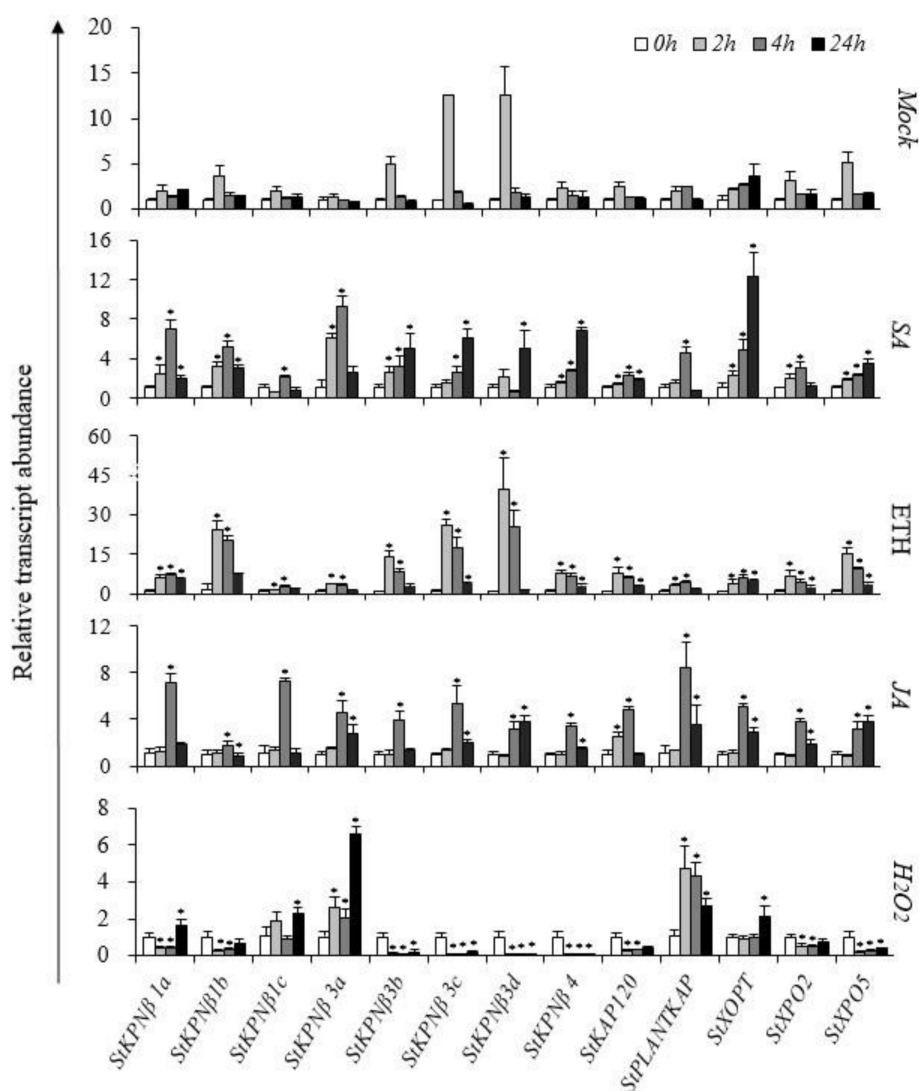 0h 2h 4h 24h
20
15
10
5
0
Mock
16
12
8
4
0
SA
60
45
30
15
0
ETH
12
8
4
0
JA
8
6
4
2
0
H2O2
Relative transcript abundance
StKPNβ 1a
StKPNβ1b
StKPNβ1c
StKPNβ 3a
StKPNβ3b
StKPNβ 3c
StKPNβ3d
StKPNβ 4
StKAP120
StPLANTKAP
StXOPT
StXPO2
StXPO5